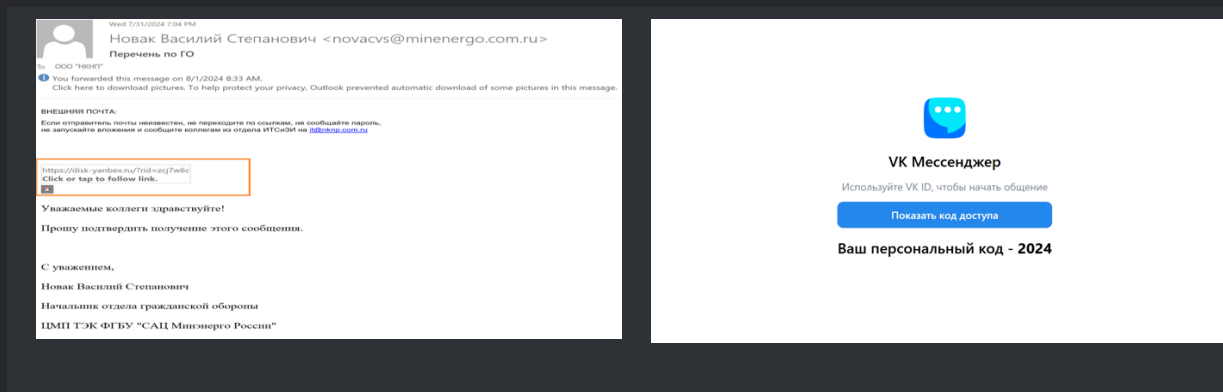 Wed 7/31/2024 7:04 PM
Новак Василий Степанович <novacvs@minenergo.com.ru>
Перечень по ГО
To ООО "НКНП"
You forwarded this message on 8/1/2024 8:33 AM.
Click here to download pictures. To help protect your privacy, Outlook prevented automatic download of some pictures in this message.
ВНЕШНЯЯ ПОЧТА:
Если отправитель почты неизвестен, не переходите по ссылкам, не сообщайте пароль,
не запускайте вложения и сообщите коллегам из отдела ИТСиЗИ на it@nknp.com.ru
https://disk-yanbex.ru/?rid=zcj7w6c
Click or tap to follow link.
Уважаемые коллеги здравствуйте!
Прошу подтвердить получение этого сообщения.
С уважением,
Новак Василий Степанович
Начальник отдела гражданской обороны
ЦМП ТЭК ФГБУ "САЦ Минэнерго России"
VK Мессенджер
Используйте VK ID, чтобы начать общение
Показать код доступа
Ваш персональный код - 2024